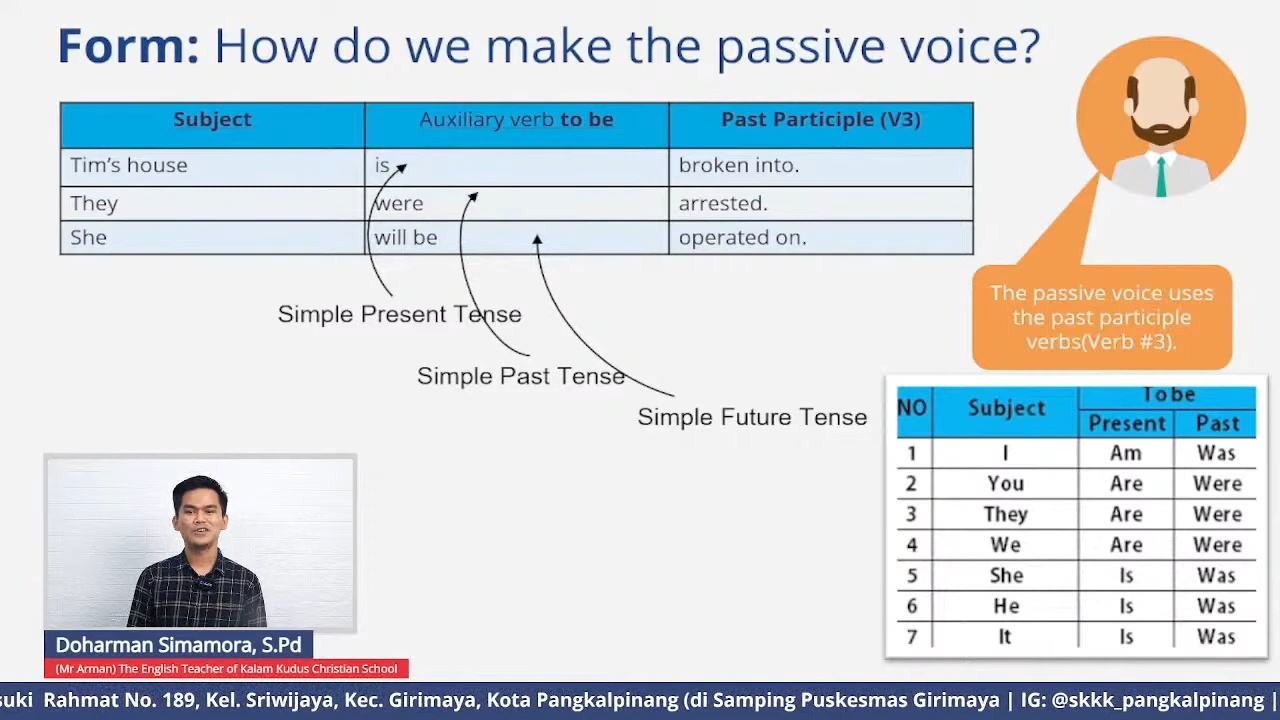 Form: How do we make the passive voice?
Subject Auxiliary verb to be Past Participle (V3)
Tim's house is broken into.
They were arrested.
She will be operated on.
Simple Present Tense
Simple Past Tense
Simple Future Tense
The passive voice uses
the past participle
verbs(Verb #3).
NO Subject To be
Present Past
1 I Am Was
2 You Are Were
3 They Are Were
4 We Are Were
5 She Is Was
6 He Is Was
7 It Is Was
Doharman Simamora, S.Pd
(Mr Arman) The English Teacher of Kalam Kudus Christian School
suki Rahmat No. 189, Kel. Sriwijaya, Kec. Girimaya, Kota Pangkalpinang (di Samping Puskesmas Girimaya | IG: @skkk_pangkalpinang |